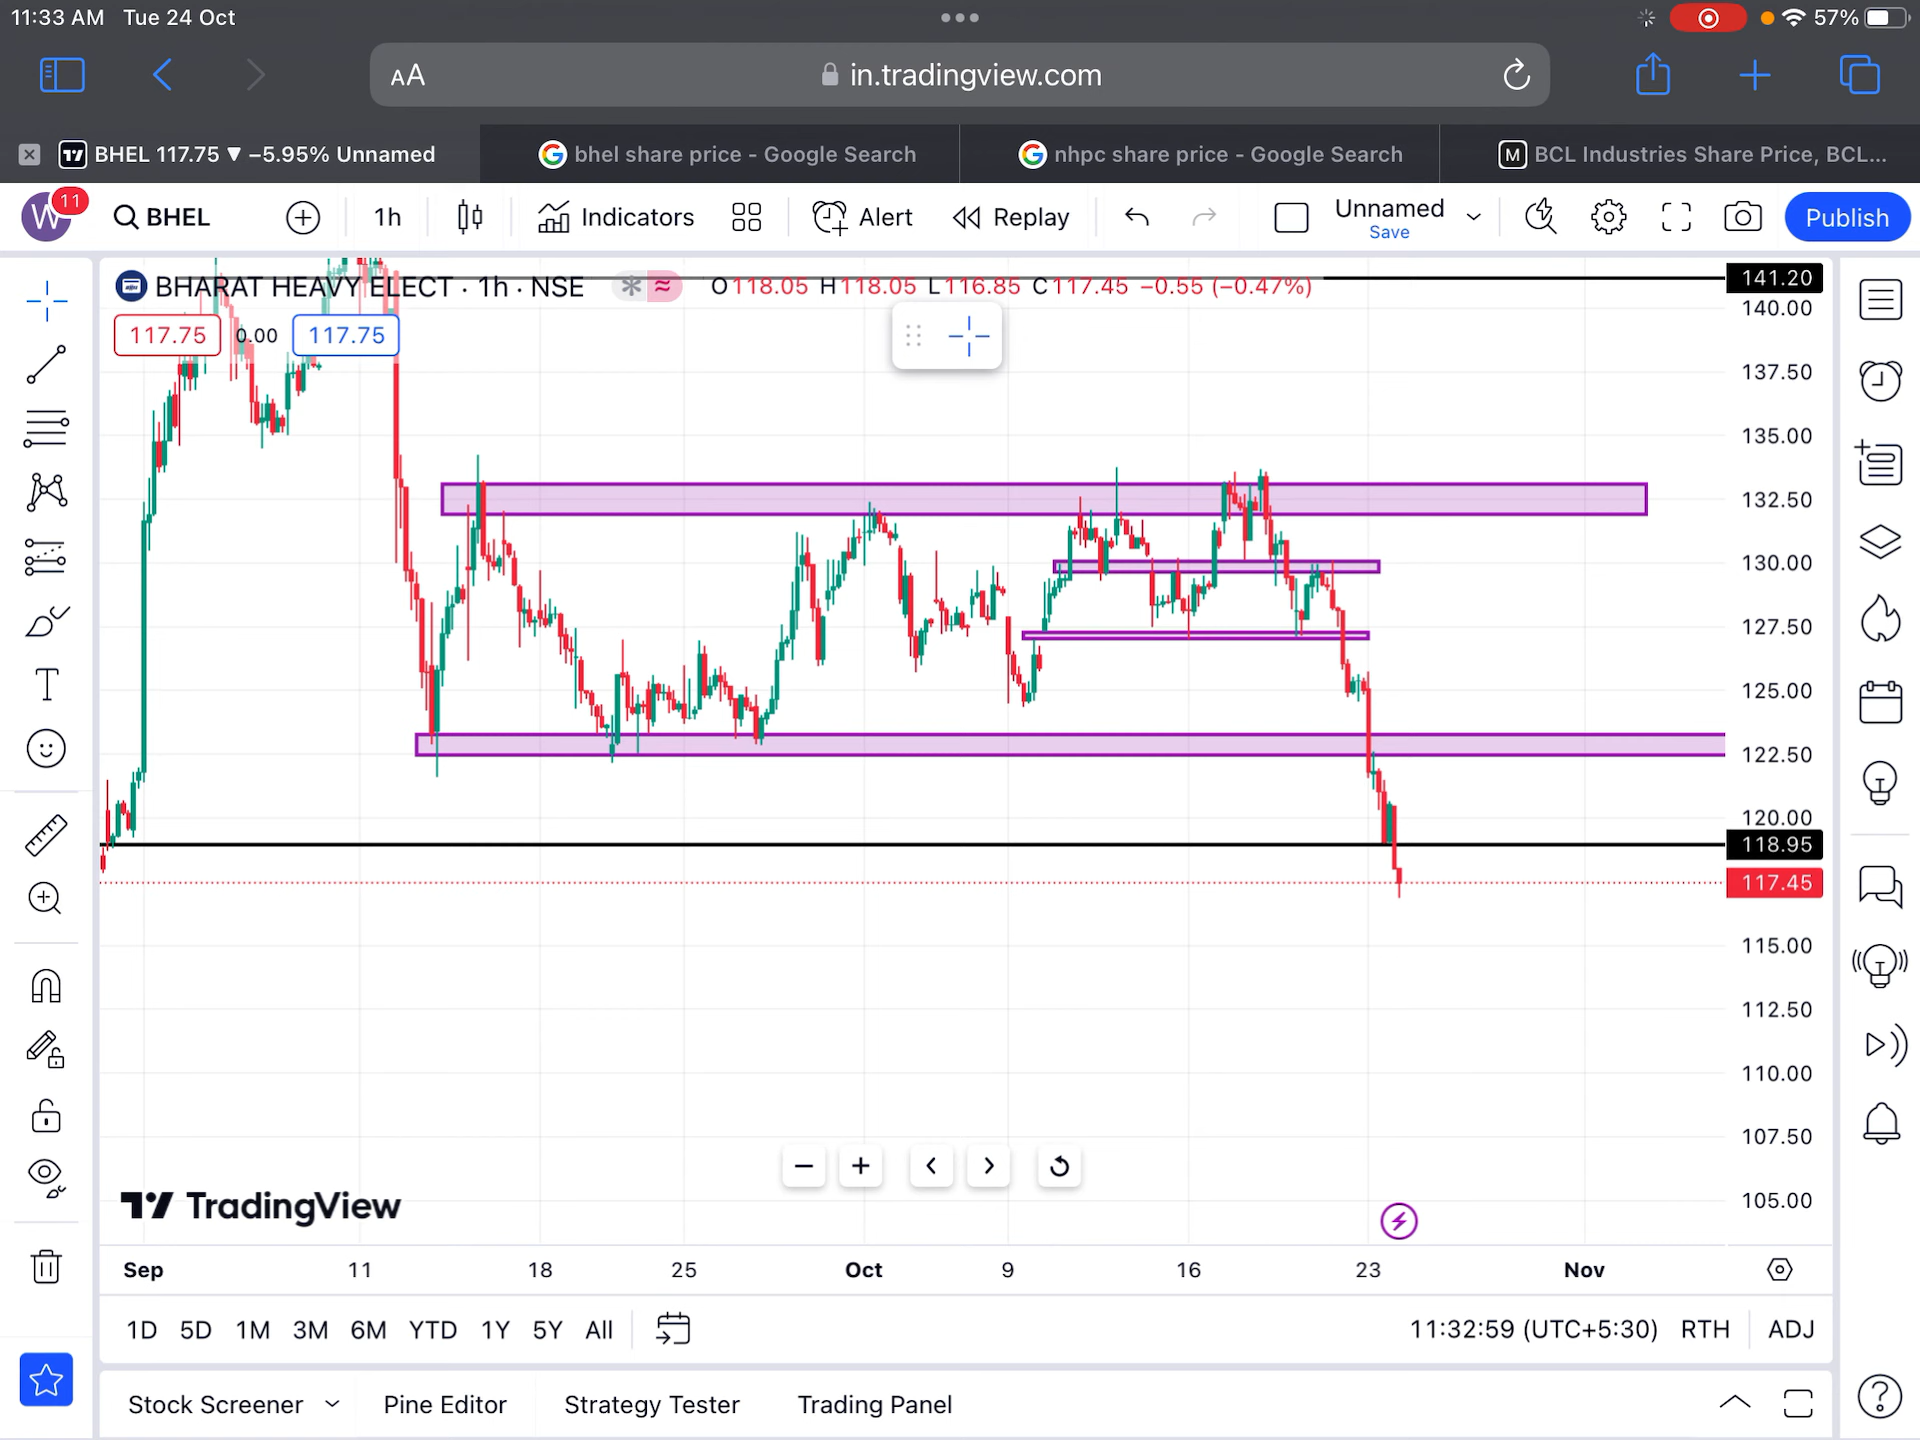 11:33 AM Tue 24 Oct
57%
AA in.tradingview.com
BHEL 117.75 ▼ −5.95% Unnamed
bhel share price - Google Search
nhpc share price - Google Search
M BCL Industries Share Price, BCL...
W 11 BHEL 1h Indicators Alert Replay Unnamed Save Publish
BHARAT HEAVY ELECT · 1h · NSE O118.05 H118.05 L116.85 C117.45 −0.55 (−0.47%)
117.75 0.00 117.75
141.20
140.00
137.50
135.00
132.50
130.00
127.50
125.00
122.50
120.00
118.95
117.45
115.00
112.50
110.00
107.50
105.00
TradingView
Sep 11 18 25 Oct 9 16 23 Nov
1D 5D 1M 3M 6M YTD 1Y 5Y All 11:32:59 (UTC+5:30) RTH ADJ
Stock Screener Pine Editor Strategy Tester Trading Panel